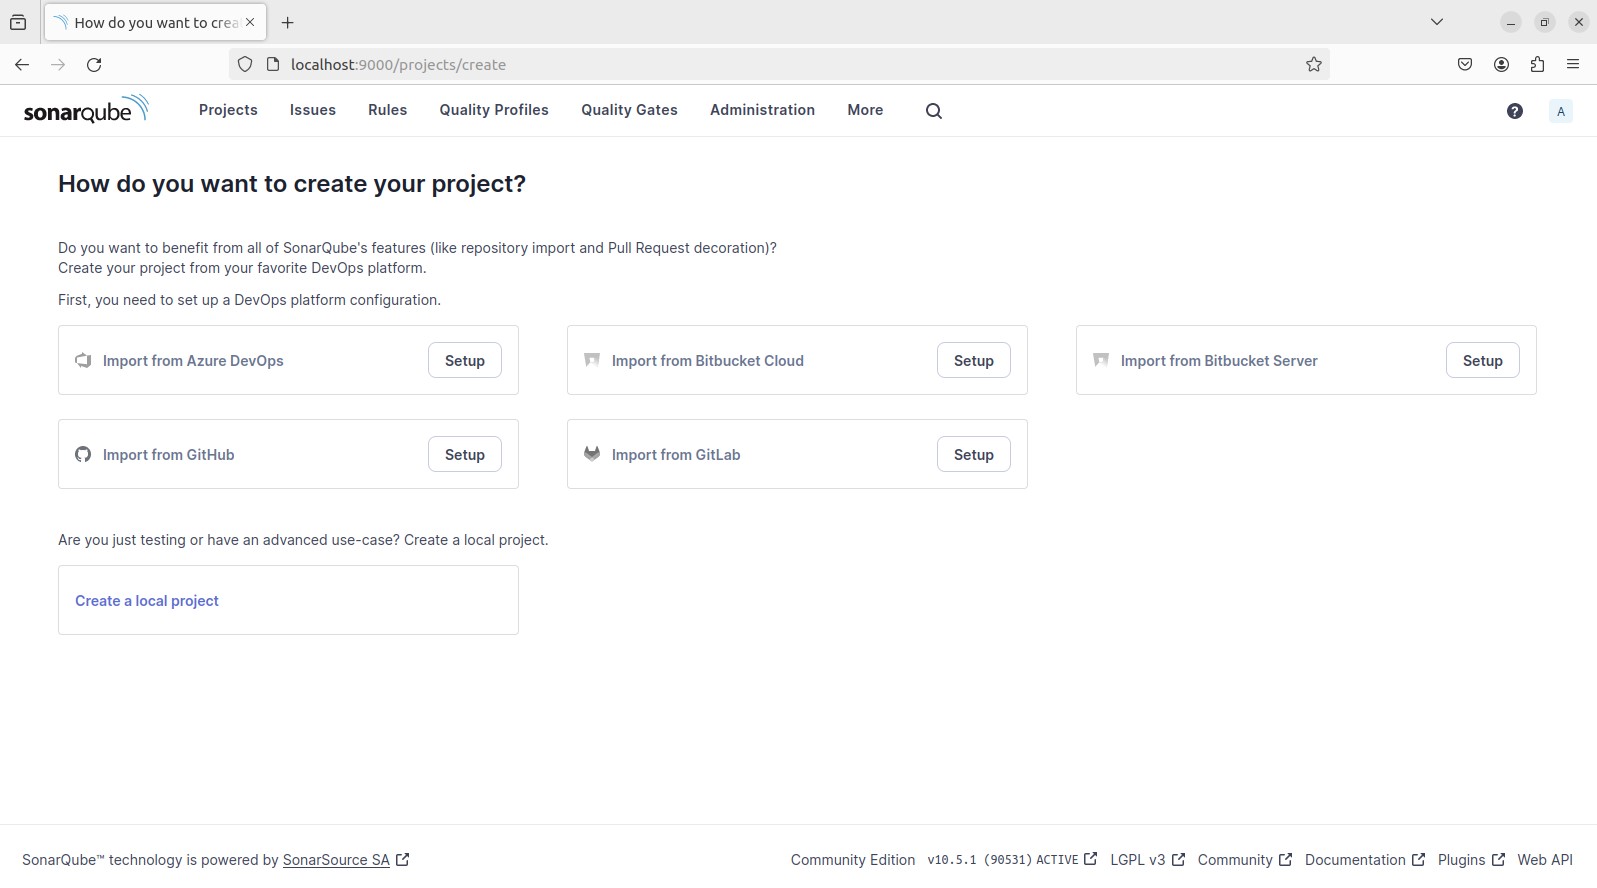 How do you want to crea
localhost:9000/projects/create
sonarqube
Projects
Issues
Rules
Quality Profiles
Quality Gates
Administration
More
?
A
How do you want to create your project?
Do you want to benefit from all of SonarQube's features (like repository import and Pull Request decoration)?
Create your project from your favorite DevOps platform.
First, you need to set up a DevOps platform configuration.
Import from Azure DevOps
Setup
Import from Bitbucket Cloud
Setup
Import from Bitbucket Server
Setup
Import from GitHub
Setup
Import from GitLab
Setup
Are you just testing or have an advanced use-case? Create a local project.
Create a local project
SonarQube™ technology is powered by SonarSource SA
Community Edition
v10.5.1 (90531) ACTIVE
LGPL v3
Community
Documentation
Plugins
Web API